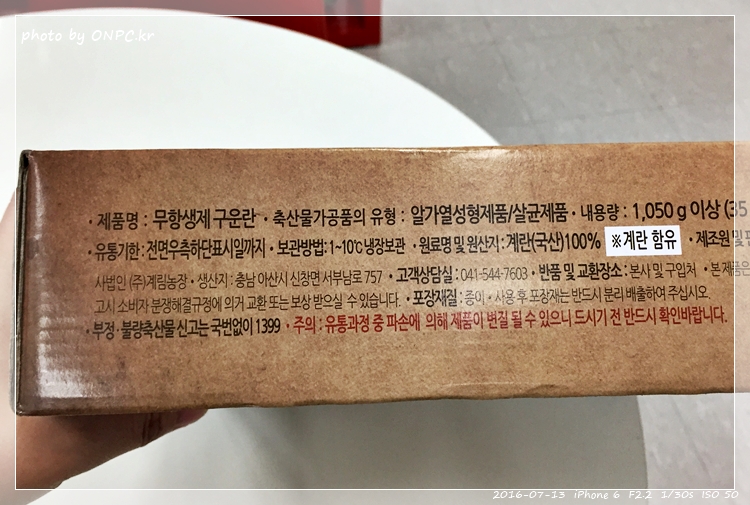 photo by ONPC.kr
· 제품명 : 무항생제 구운란 · 축산물가공품의 유형 : 알가열성형제품/살균제품 · 내용량 : 1,050 g 이상 (35
· 유통기한 : 전면우측하단표시일까지 · 보관방법 : 1~10℃ 냉장보관 · 원료명 및 원산지 : 계란(국산)100% ※계란 함유 · 제조원 및
사법인 (주)계림농장 · 생산지 : 충남 아산시 신창면 서부남로 757 · 고객상담실 : 041-544-7603 · 반품 및 교환장소 : 본사 및 구입처 · 본 제품은
고시 소비자 분쟁해결규정에 의거 교환 또는 보상 받으실 수 있습니다. · 포장재질 : 종이 · 사용 후 포장재는 반드시 분리 배출하여 주십시오.
· 부정·불량축산물 신고는 국번없이 1399 · 주의 : 유통과정 중 파손에 의해 제품이 변질 될 수 있으니 드시기 전 반드시 확인바랍니다.
2016-07-13 iPhone 6 F2.2 1/30s ISO 50